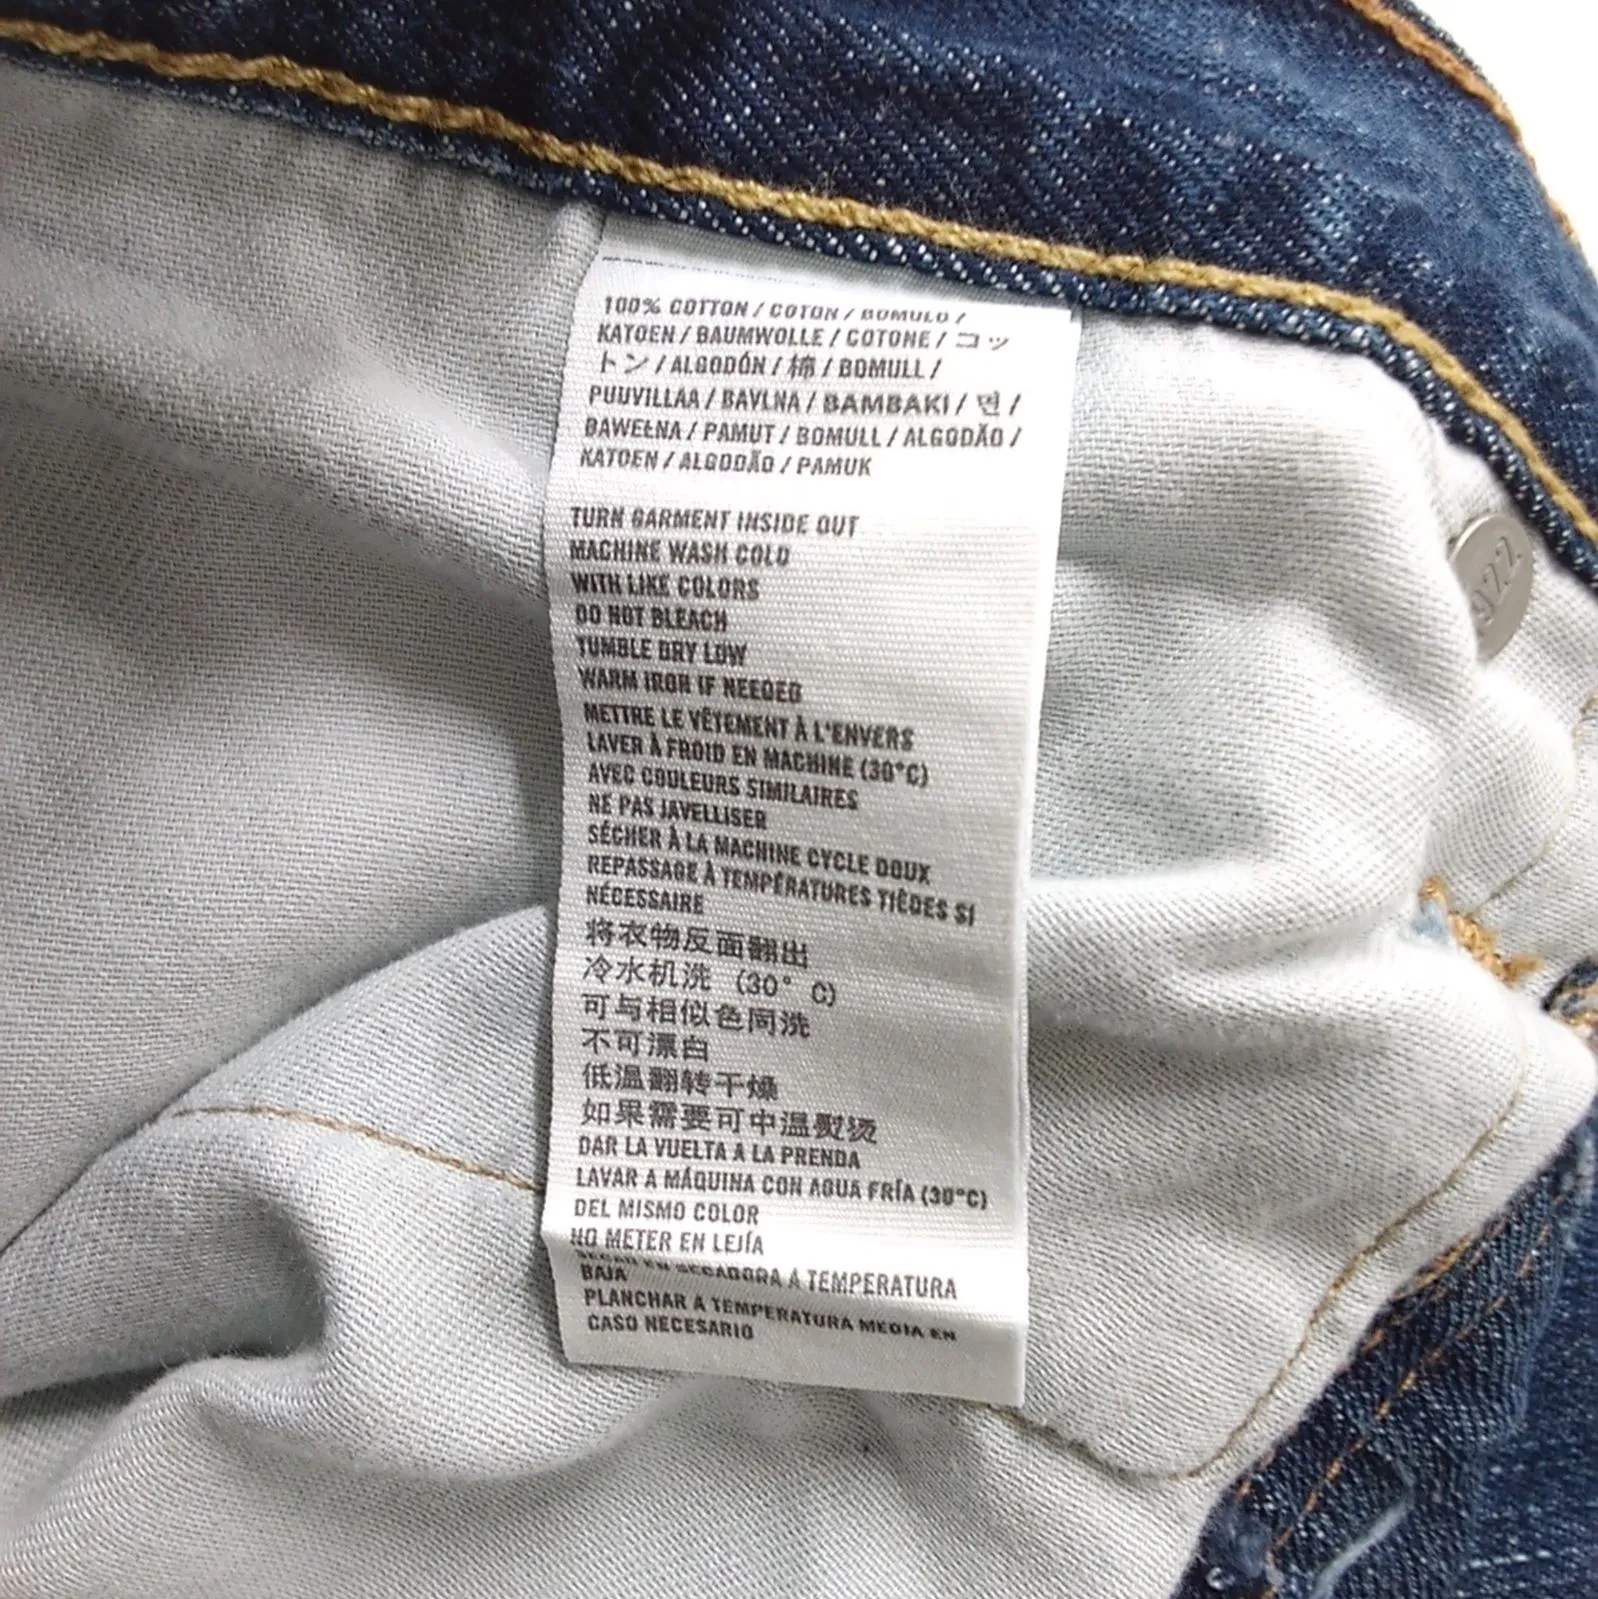 100% COTTON / COTON / BOMULD /
KATOEN / BAUMWOLLE / COTONE / コッ
トン / ALGODÓN / 棉 / BOMULL /
PUUVILLAA / BAVLNA / BAMBAKI / 면 /
BAWEŁNA / PAMUT / BOMULL / ALGODÃO /
KATOEN / ALGODÃO / PAMUK
TURN GARMENT INSIDE OUT
MACHINE WASH COLD
WITH LIKE COLORS
DO NOT BLEACH
TUMBLE DRY LOW
WARM IRON IF NEEDED
METTRE LE VÊTEMENT À L'ENVERS
LAVER À FROID EN MACHINE (30°C)
AVEC COULEURS SIMILAIRES
NE PAS JAVELLISER
SÉCHER À LA MACHINE CYCLE DOUX
REPASSAGE À TEMPÉRATURES TIÈDES SI
NÉCESSAIRE
将衣物反面翻出
冷水机洗 (30° C)
可与相似色同洗
不可漂白
低温翻转干燥
如果需要可中温熨烫
DAR LA VUELTA A LA PRENDA
LAVAR A MÁQUINA CON AGUA FRÍA (30°C)
DEL MISMO COLOR
NO METER EN LEJÍA
SECAR EN SECADORA A TEMPERATURA
BAJA
PLANCHAR A TEMPERATURA MEDIA EN
CASO NECESARIO